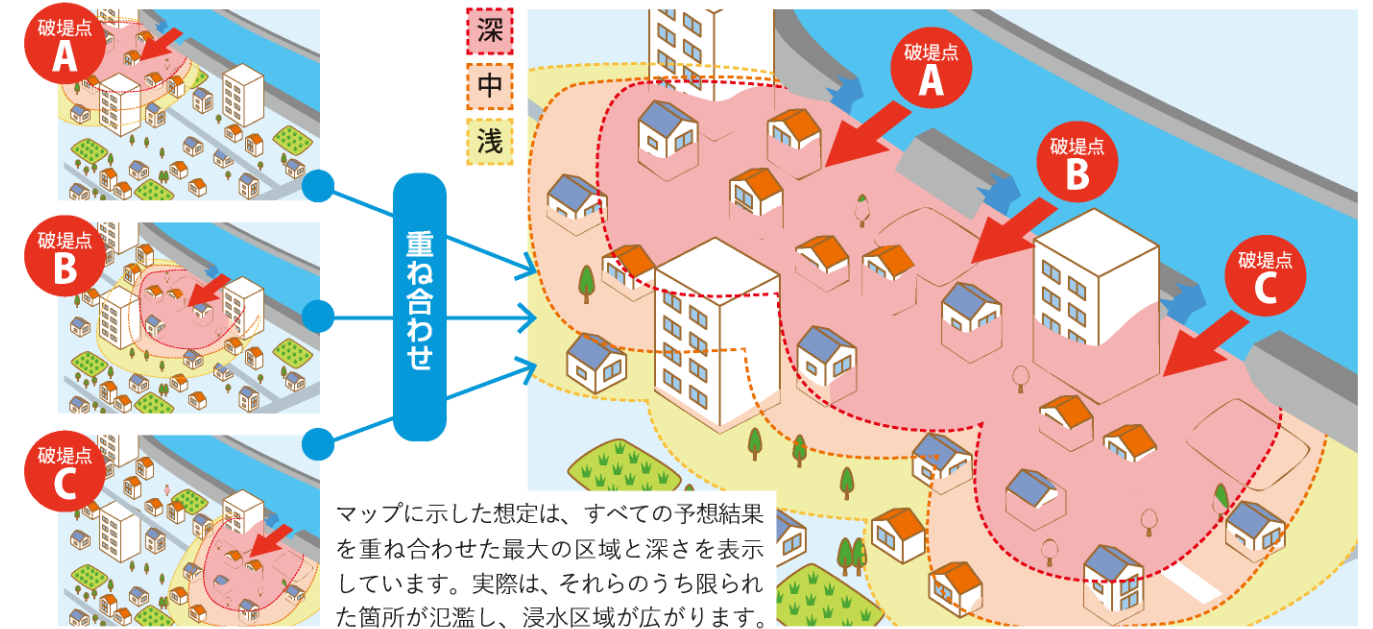 破堤点
A
破堤点
B
破堤点
C
重ね合わせ
深
中
浅
破堤点
A
破堤点
B
破堤点
C
マップに示した想定は、すべての予想結果
を重ね合わせた最大の区域と深さを表示
しています。実際は、それらのうち限られ
た箇所が氾濫し、浸水区域が広がります。